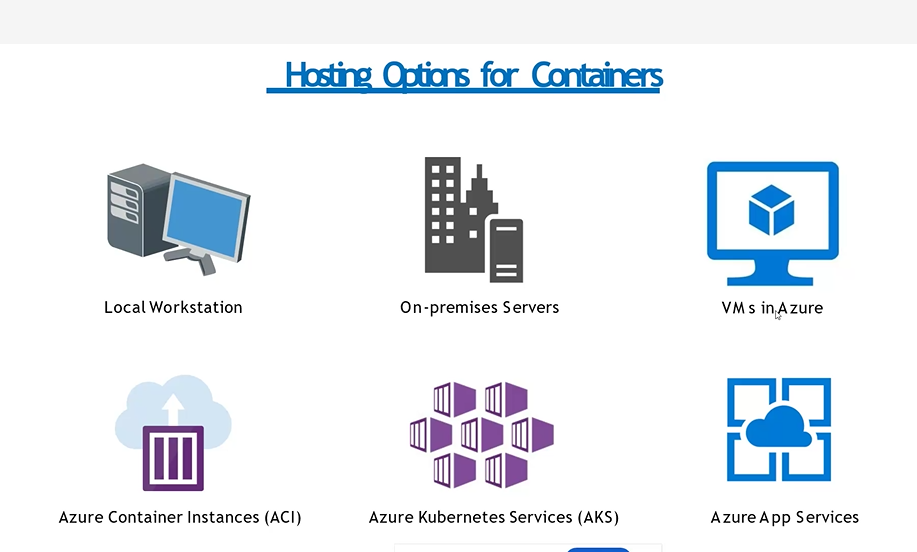 Hosting Options for Containers
Local Workstation
On-premises Servers
VMs in Azure
Azure Container Instances (ACI)
Azure Kubernetes Services (AKS)
Azure App Services